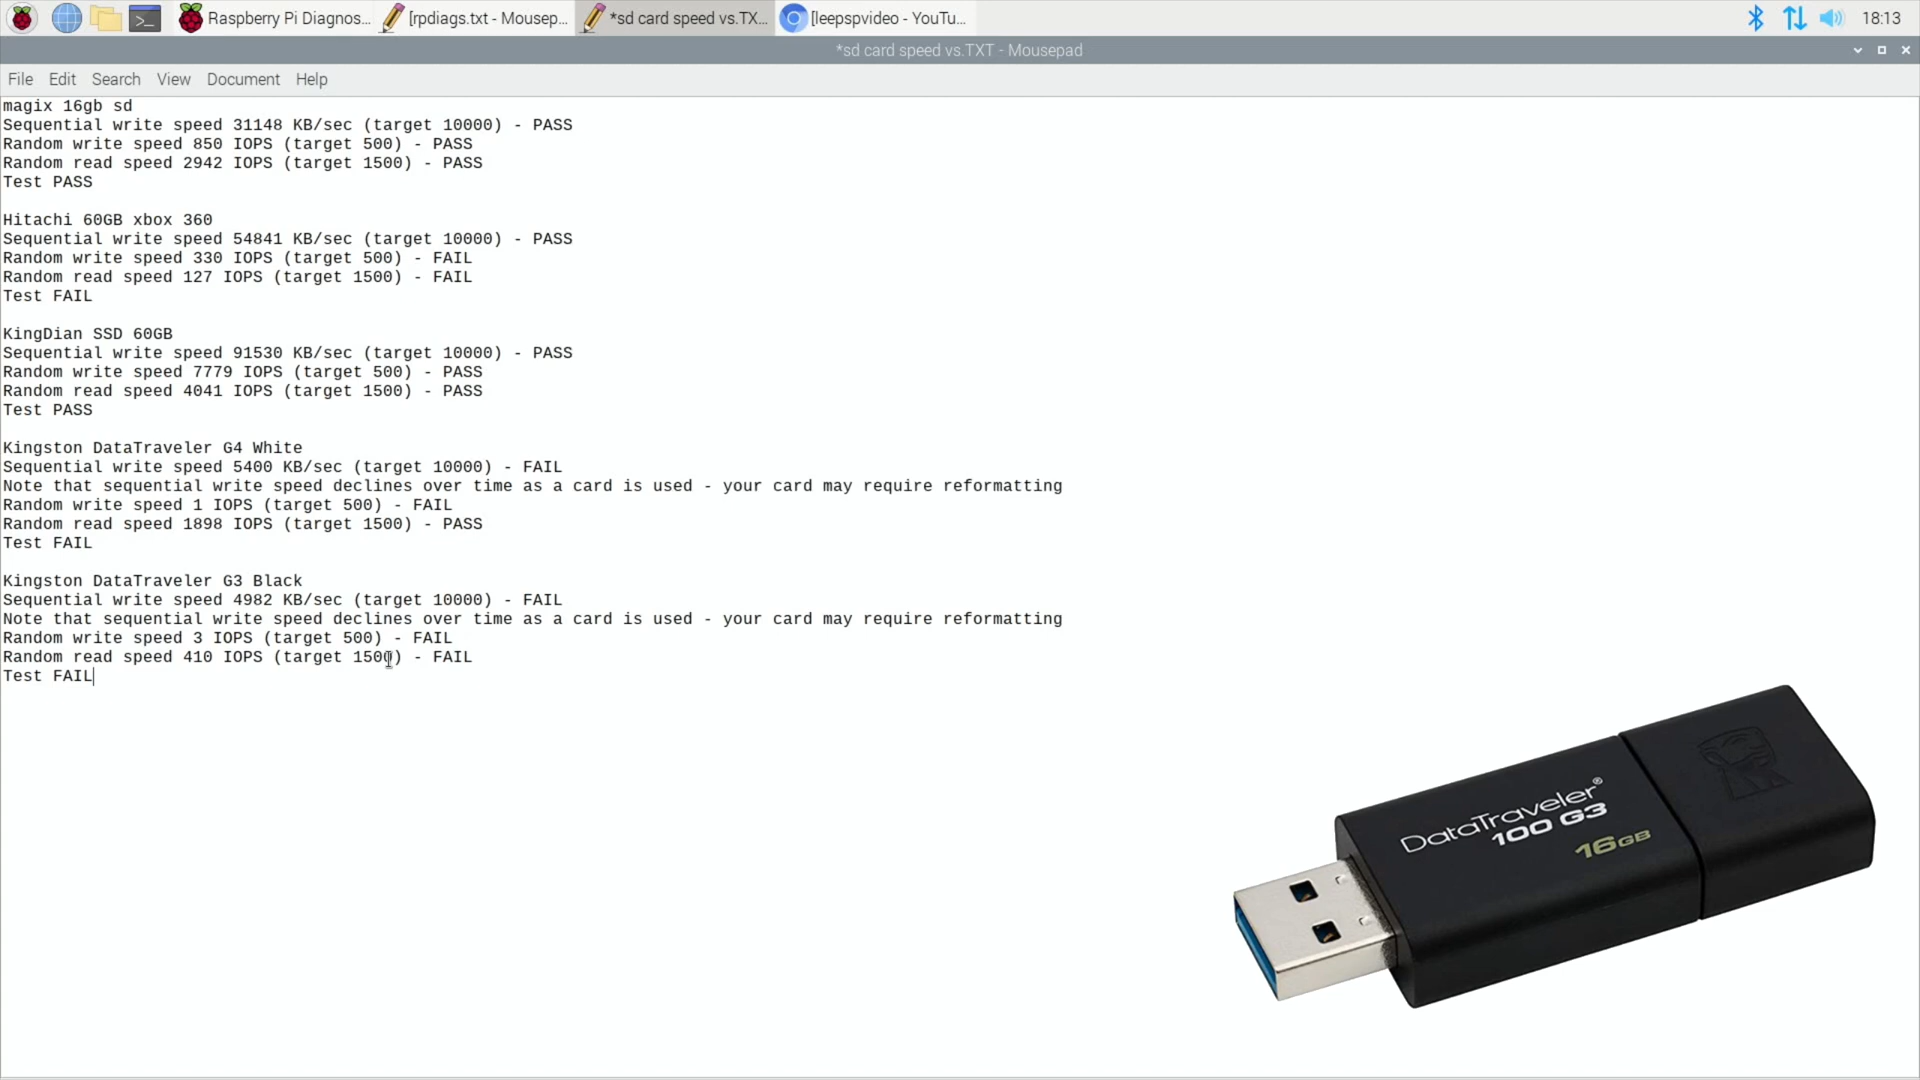 Raspberry Pi Diagnos...
[rpdiags.txt - Mousep...
*sd card speed vs.TX...
[leepspvideo - YouTu...
18:13
*sd card speed vs.TXT - Mousepad
File Edit Search View Document Help
magix 16gb sd
Sequential write speed 31148 KB/sec (target 10000) - PASS
Random write speed 850 IOPS (target 500) - PASS
Random read speed 2942 IOPS (target 1500) - PASS
Test PASS
Hitachi 60GB xbox 360
Sequential write speed 54841 KB/sec (target 10000) - PASS
Random write speed 330 IOPS (target 500) - FAIL
Random read speed 127 IOPS (target 1500) - FAIL
Test FAIL
KingDian SSD 60GB
Sequential write speed 91530 KB/sec (target 10000) - PASS
Random write speed 7779 IOPS (target 500) - PASS
Random read speed 4041 IOPS (target 1500) - PASS
Test PASS
Kingston DataTraveler G4 White
Sequential write speed 5400 KB/sec (target 10000) - FAIL
Note that sequential write speed declines over time as a card is used - your card may require reformatting
Random write speed 1 IOPS (target 500) - FAIL
Random read speed 1898 IOPS (target 1500) - PASS
Test FAIL
Kingston DataTraveler G3 Black
Sequential write speed 4982 KB/sec (target 10000) - FAIL
Note that sequential write speed declines over time as a card is used - your card may require reformatting
Random write speed 3 IOPS (target 500) - FAIL
Random read speed 410 IOPS (target 1500) - FAIL
Test FAIL
DataTraveler®
100 G3
16GB